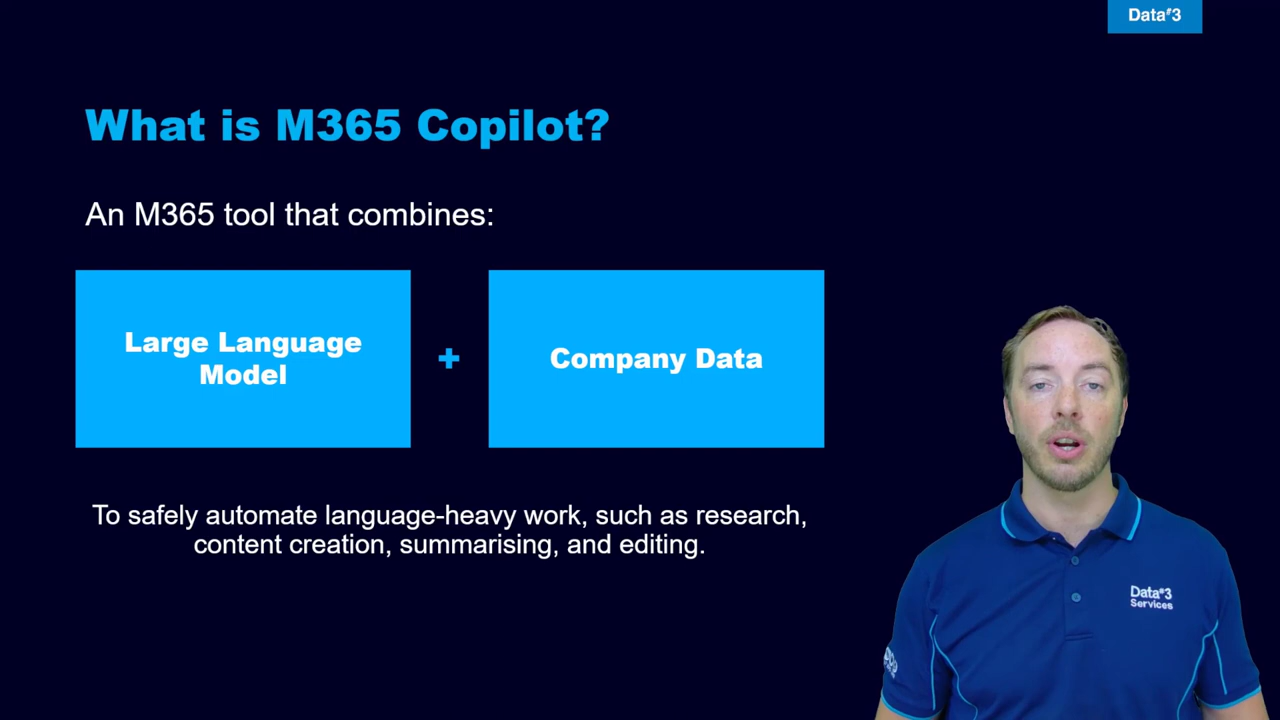 Data#3
What is M365 Copilot?
An M365 tool that combines:
Large Language
Model
+
Company Data
To safely automate language-heavy work, such as research,
content creation, summarising, and editing.
Data#3
Services